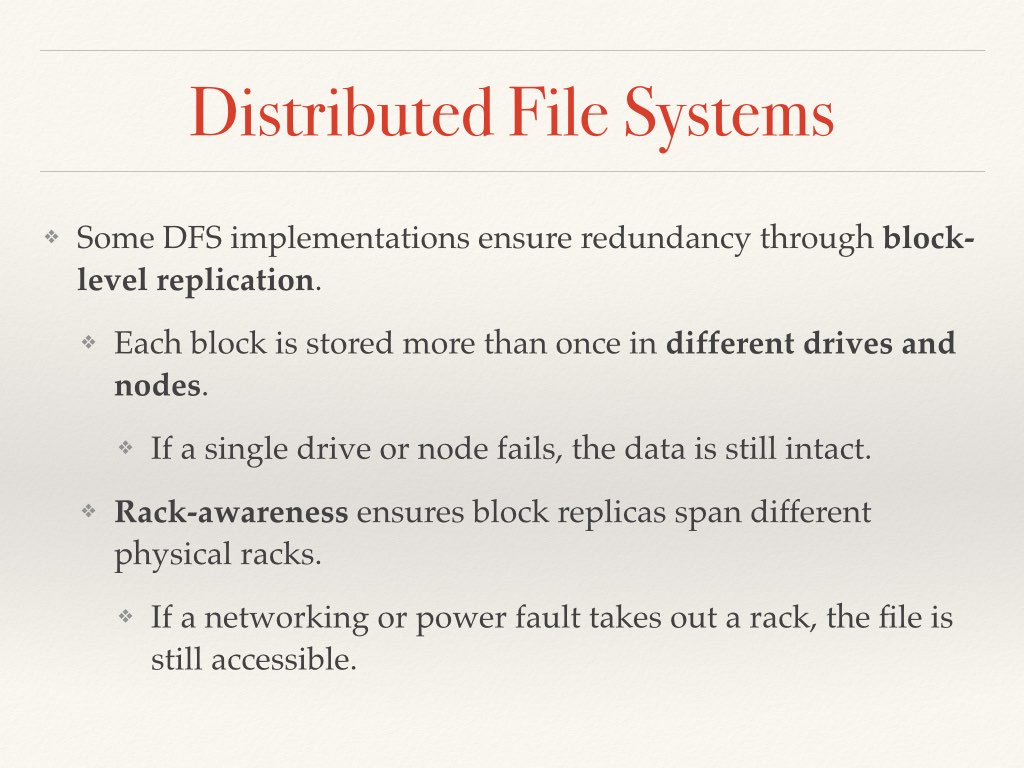 Distributed File Systems
❖ Some DFS implementations ensure redundancy through block-
level replication.
❖ Each block is stored more than once in different drives and
nodes.
❖ If a single drive or node fails, the data is still intact.
❖ Rack-awareness ensures block replicas span different
physical racks.
❖ If a networking or power fault takes out a rack, the file is
still accessible.